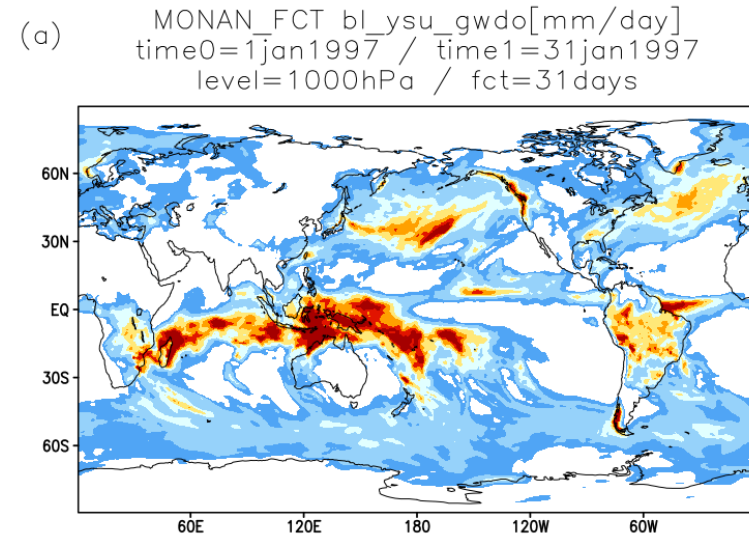 (a)
MONAN_FCT bl_ysu_gwdo[mm/day]
time0=1jan1997 / time1=31jan1997
level=1000hPa / fct=31days
60N
30N
EQ
30S
60S
60E 120E 180 120W 60W